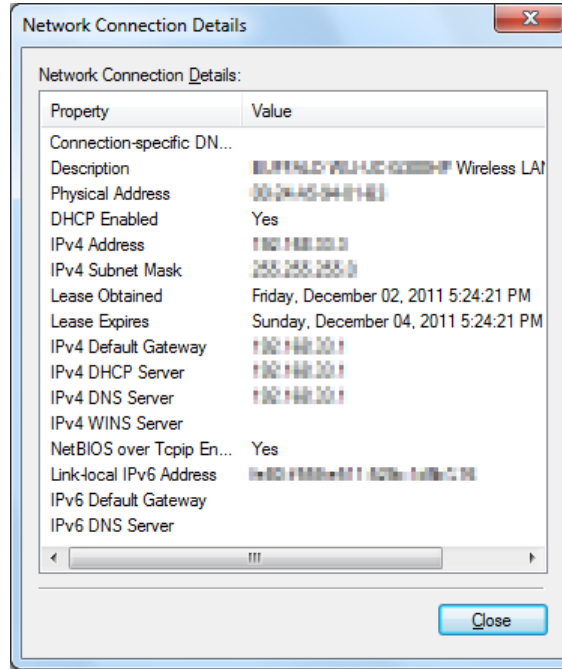 Network Connection Details
Network Connection Details:
Property Value
Connection-specific DN...
Description Wireless LA
Physical Address
DHCP Enabled Yes
IPv4 Address
IPv4 Subnet Mask
Lease Obtained Friday, December 02, 2011 5:24:21 PM
Lease Expires Sunday, December 04, 2011 5:24:21 PM
IPv4 Default Gateway
IPv4 DHCP Server
IPv4 DNS Server
IPv4 WINS Server
NetBIOS over Tcpip En... Yes
Link-local IPv6 Address
IPv6 Default Gateway
IPv6 DNS Server
Close